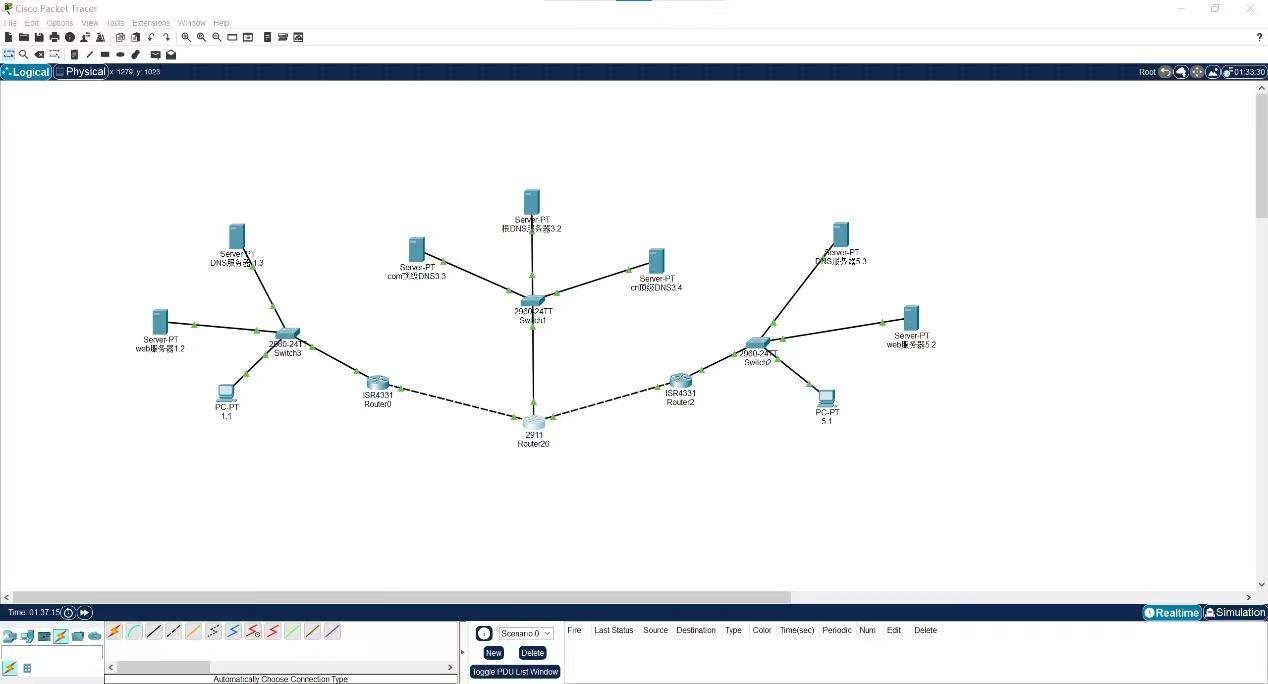 Cisco Packet Tracer
File Edit Options View Tools Extensions Window Help
?
Logical Physical x: 1279, y: 1023 Root 01:33:30
Server-PT
根DNS服务器3.2
Server-PT
DNS服务器1.3
Server-PT
com顶级DNS3.3
Server-PT
cn顶级DNS3.4
Server-PT
DNS服务器5.3
2960-24TT
Switch1
Server-PT
web服务器1.2
2960-24TT
Switch3
2960-24TT
Switch2
Server-PT
web服务器5.2
PC-PT
1.1
ISR4331
Router0
ISR4331
Router2
PC-PT
5.1
2911
Router26
Time: 01:37:15 Realtime Simulation
Scenario 0
New Delete
Toggle PDU List Window
Fire Last Status Source Destination Type Color Time(sec) Periodic Num Edit Delete
Automatically Choose Connection Type